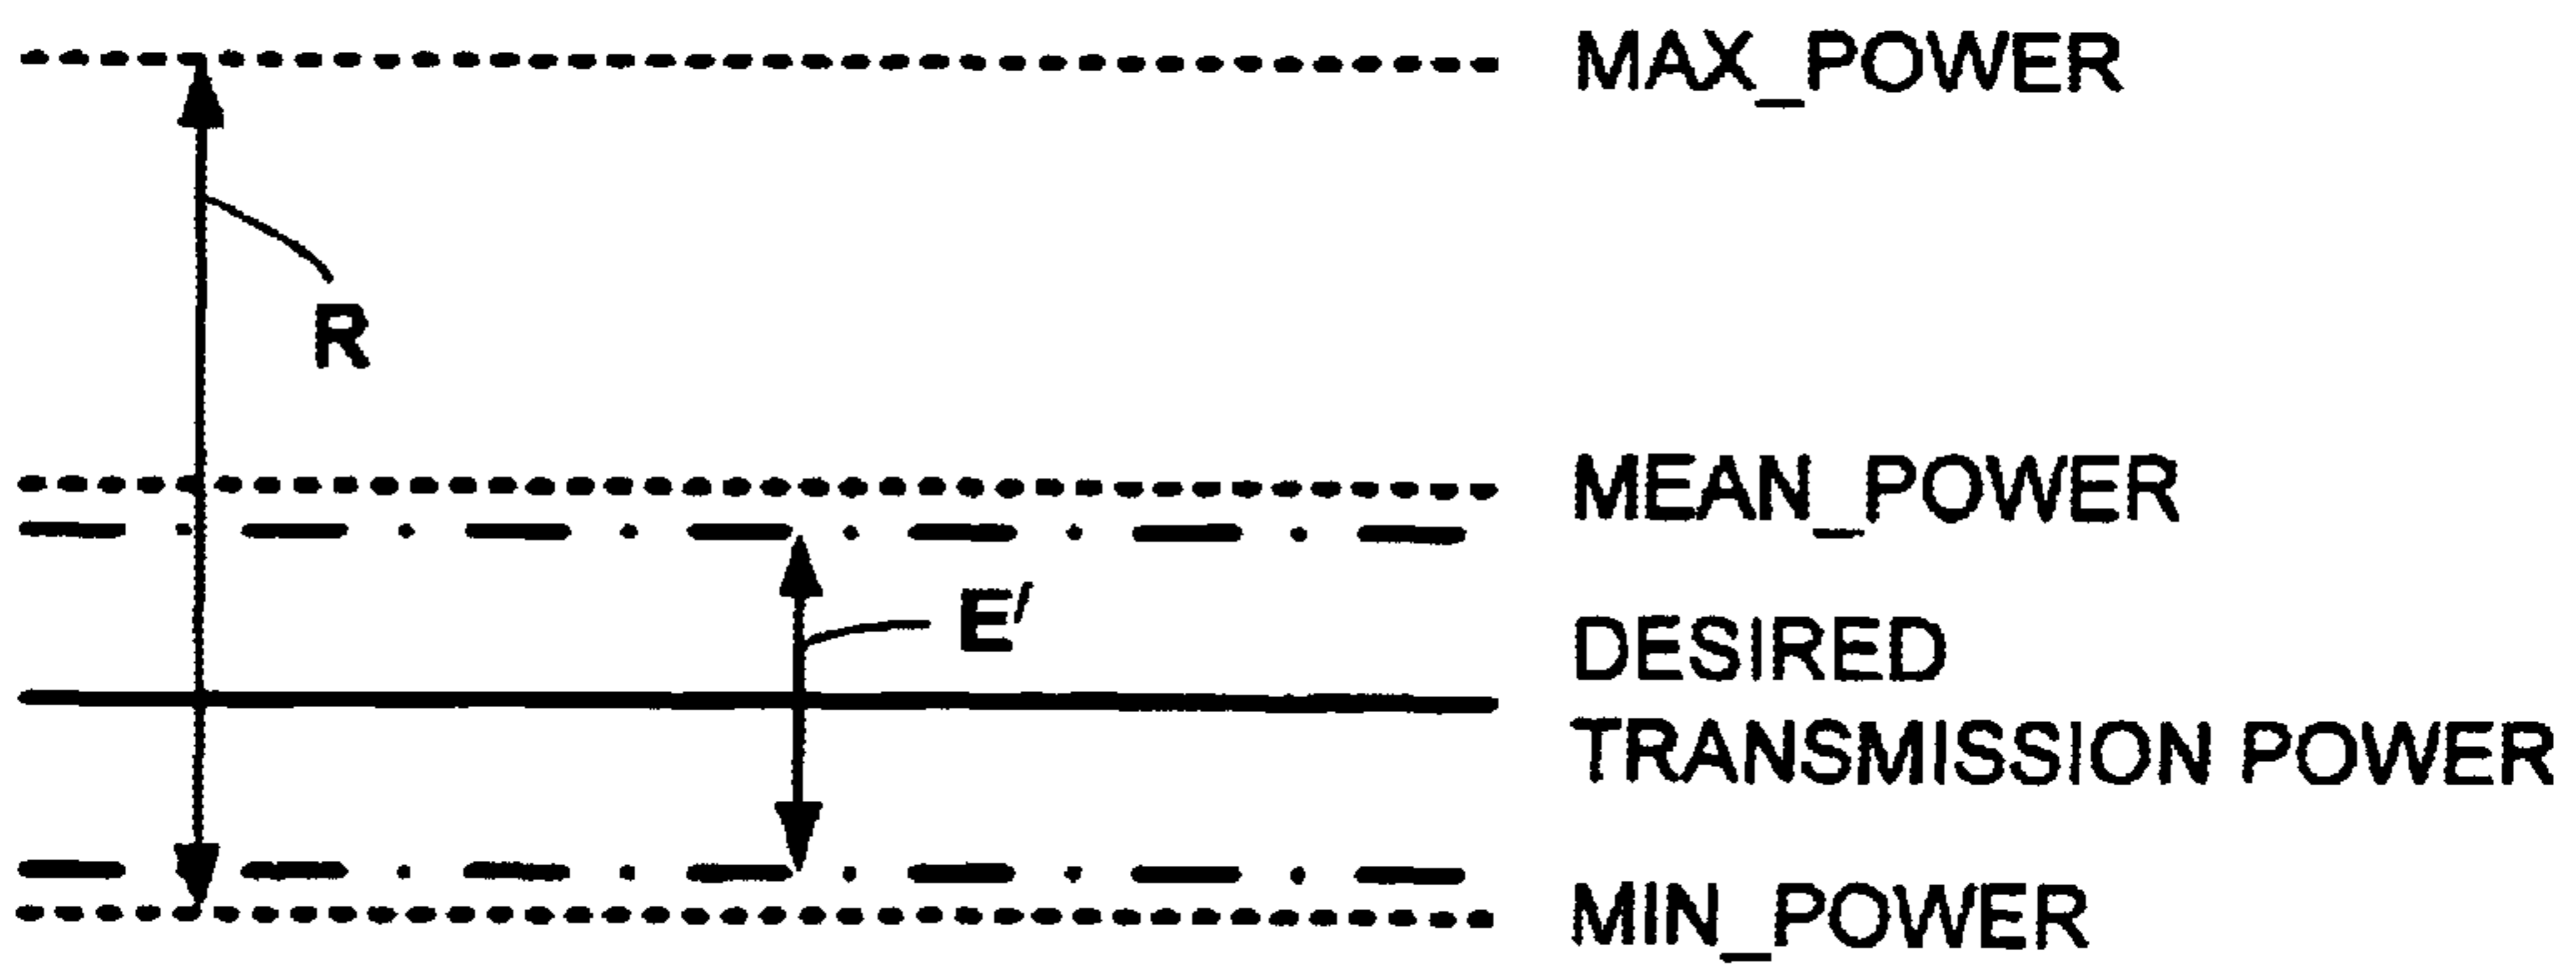 MAX_POWER
R
MEAN_POWER
E'
DESIRED
TRANSMISSION POWER
MIN_POWER